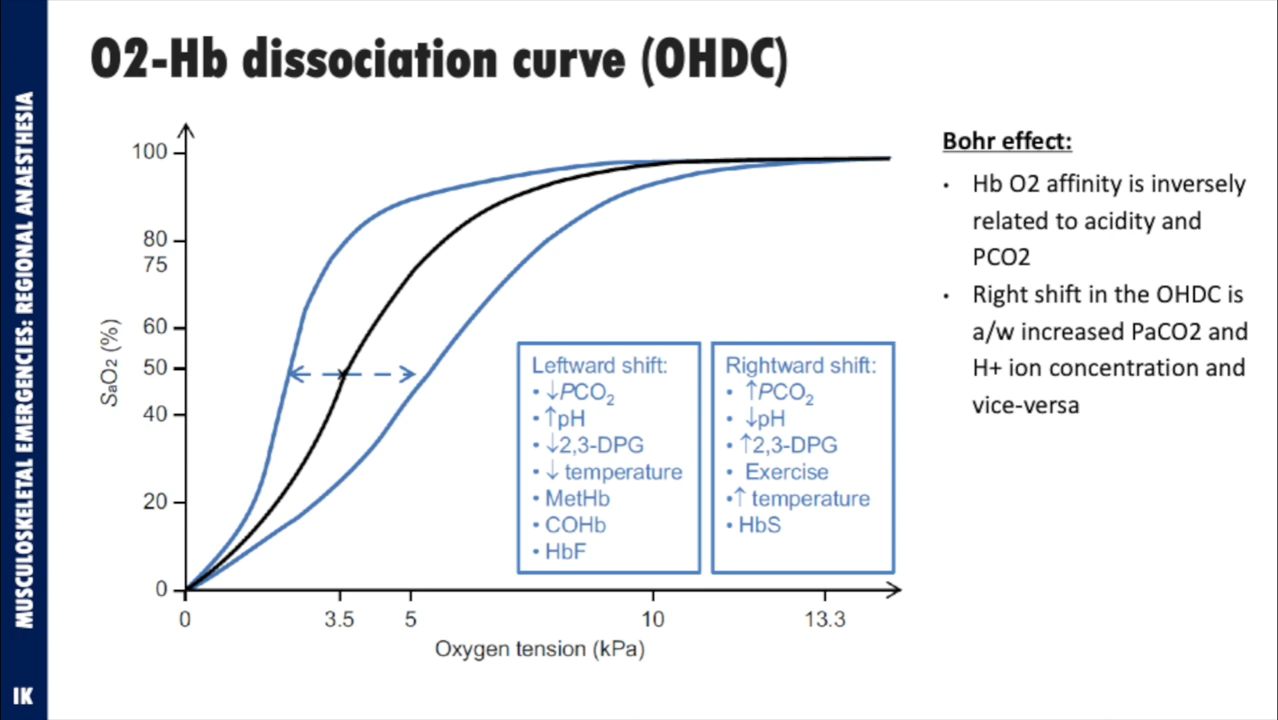 O2-Hb dissociation curve (OHDC)
MUSCULOSKELETAL EMERGENCIES: REGIONAL ANAESTHESIA
IK
100
80
75
60
50
40
20
0
SaO₂ (%)
0
3.5
5
10
13.3
Oxygen tension (kPa)
Leftward shift:
• ↓PCO₂
• ↑pH
• ↓2,3-DPG
• ↓ temperature
• MetHb
• COHb
• HbF
Rightward shift:
• ↑PCO₂
• ↓pH
• ↑2,3-DPG
• Exercise
•↑ temperature
• HbS
Bohr effect:
• Hb O2 affinity is inversely
related to acidity and
PCO2
• Right shift in the OHDC is
a/w increased PaCO2 and
H+ ion concentration and
vice-versa